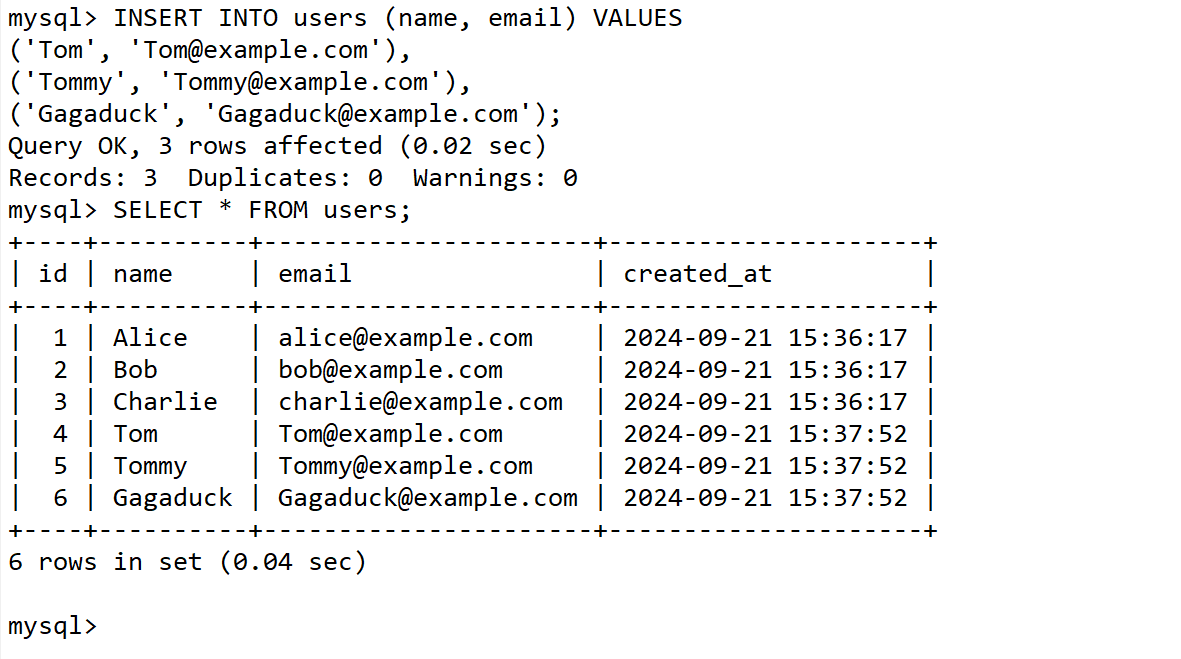 mysql> INSERT INTO users (name, email) VALUES
('Tom', 'Tom@example.com'),
('Tommy', 'Tommy@example.com'),
('Gagaduck', 'Gagaduck@example.com');
Query OK, 3 rows affected (0.02 sec)
Records: 3  Duplicates: 0  Warnings: 0
mysql> SELECT * FROM users;
+----+----------+----------------------+---------------------+
| id | name     | email                | created_at          |
+----+----------+----------------------+---------------------+
|  1 | Alice    | alice@example.com    | 2024-09-21 15:36:17 |
|  2 | Bob      | bob@example.com      | 2024-09-21 15:36:17 |
|  3 | Charlie  | charlie@example.com  | 2024-09-21 15:36:17 |
|  4 | Tom      | Tom@example.com      | 2024-09-21 15:37:52 |
|  5 | Tommy    | Tommy@example.com    | 2024-09-21 15:37:52 |
|  6 | Gagaduck | Gagaduck@example.com | 2024-09-21 15:37:52 |
+----+----------+----------------------+---------------------+
6 rows in set (0.04 sec)

mysql>